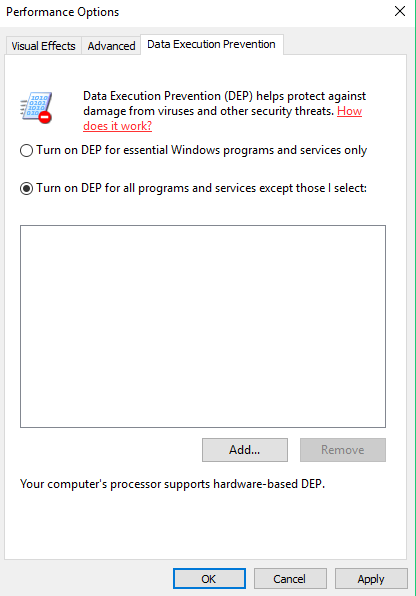 Performance Options
Visual Effects
Advanced
Data Execution Prevention
Data Execution Prevention (DEP) helps protect against
damage from viruses and other security threats. How
does it work?
Turn on DEP for essential Windows programs and services only
Turn on DEP for all programs and services except those I select:
Add...
Remove
Your computer's processor supports hardware-based DEP.
OK
Cancel
Apply